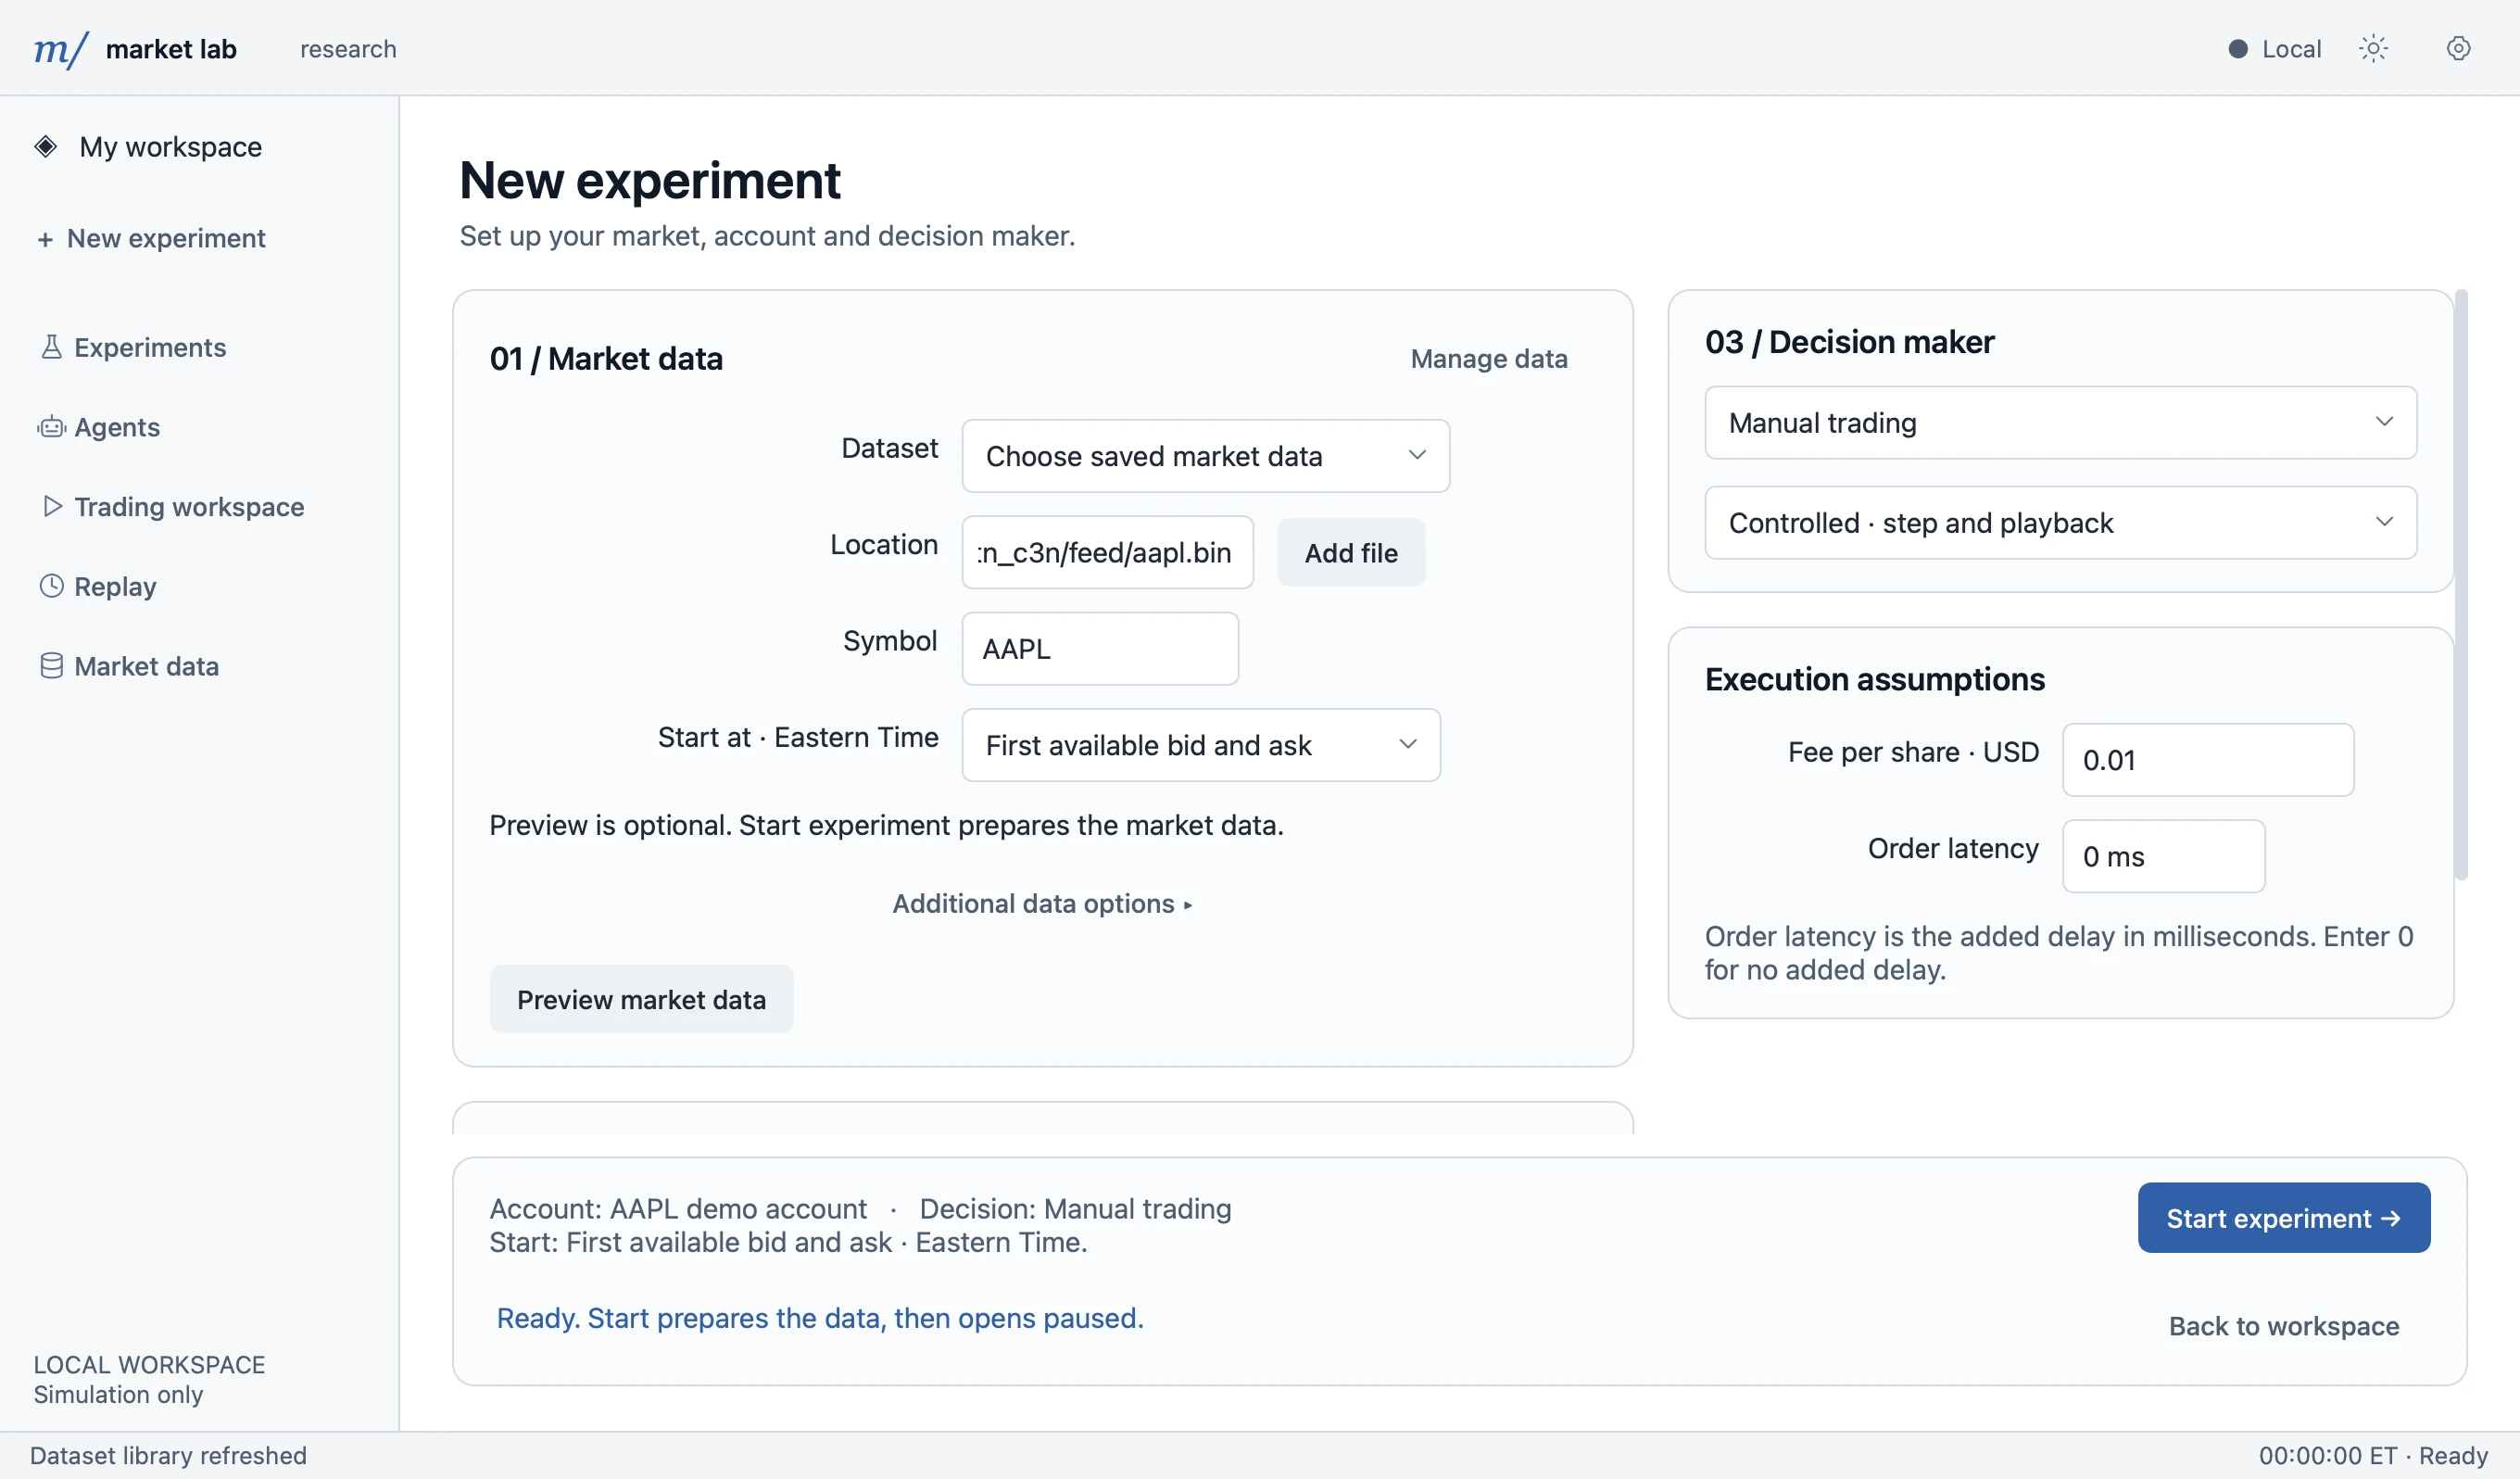 m/ market lab
research
Local
My workspace
+ New experiment
Experiments
Agents
Trading workspace
Replay
Market data
LOCAL WORKSPACE
Simulation only
New experiment
Set up your market, account and decision maker.
01 / Market data
Manage data
Dataset
Choose saved market data
Location
_c3n/feed/aapl.bin
Add file
Symbol
AAPL
Start at · Eastern Time
First available bid and ask
Preview is optional. Start experiment prepares the market data.
Additional data options ▸
Preview market data
03 / Decision maker
Manual trading
Controlled · step and playback
Execution assumptions
Fee per share · USD
0.01
Order latency
0 ms
Order latency is the added delay in milliseconds. Enter 0
for no added delay.
Account: AAPL demo account · Decision: Manual trading
Start: First available bid and ask · Eastern Time.
Ready. Start prepares the data, then opens paused.
Start experiment →
Back to workspace
Dataset library refreshed
00:00:00 ET · Ready